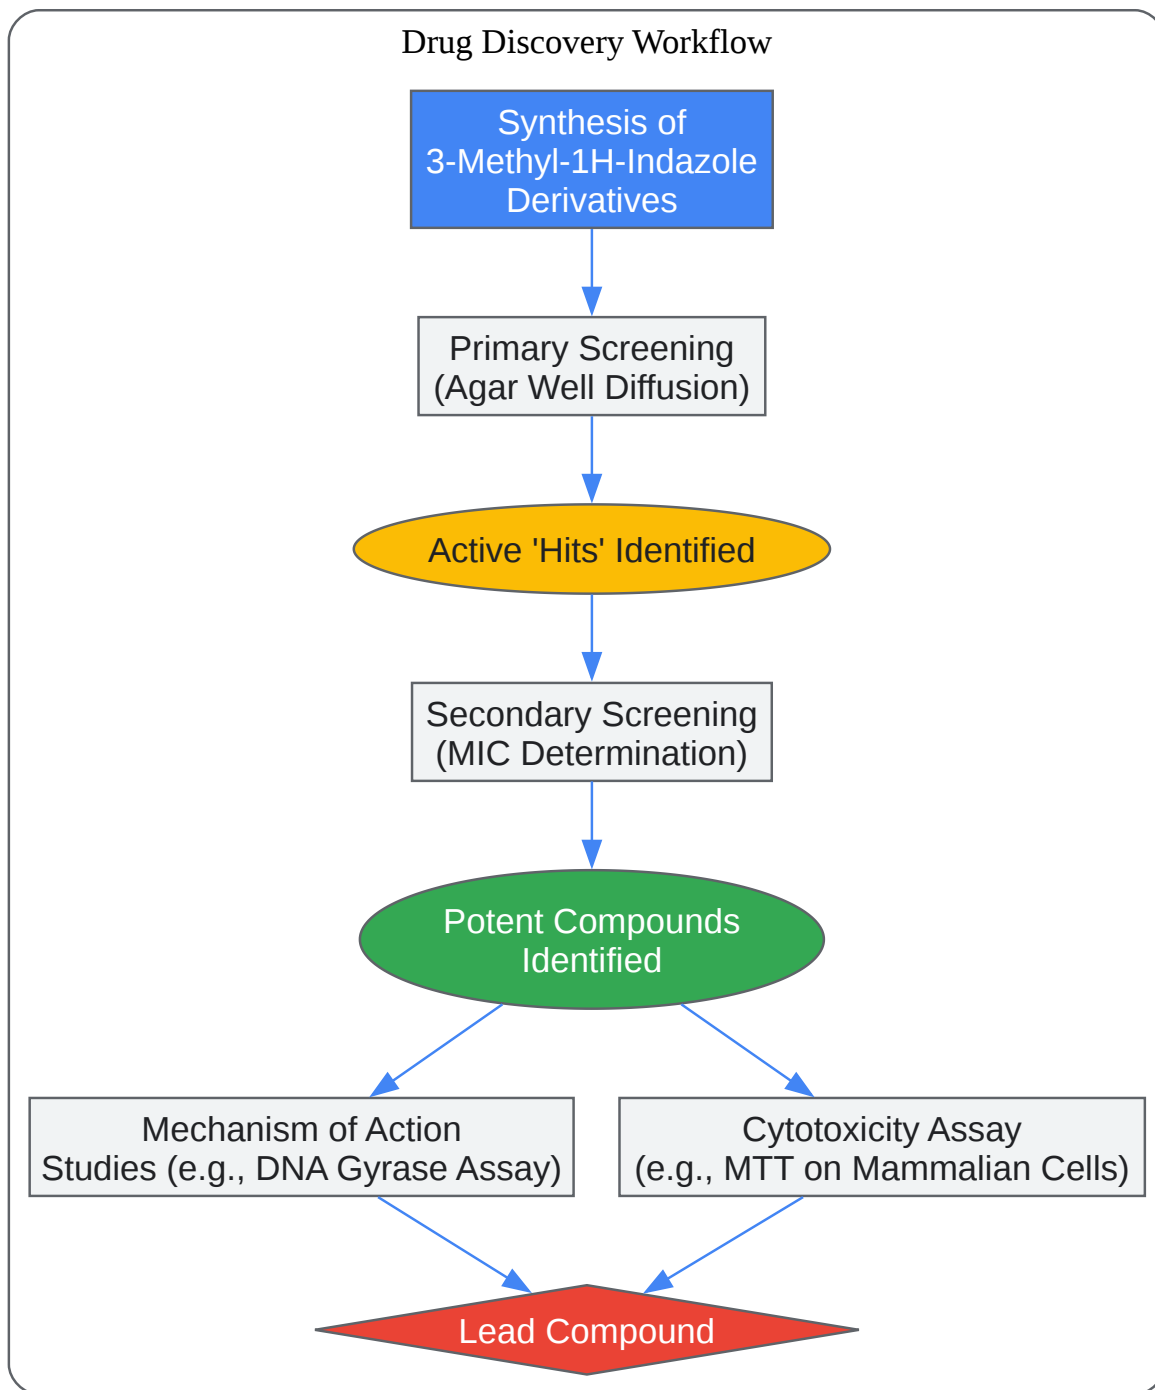 Drug Discovery Workflow
Synthesis of
3-Methyl-1H-Indazole
Derivatives
Primary Screening
(Agar Well Diffusion)
Active 'Hits' Identified
Secondary Screening
(MIC Determination)
Potent Compounds
Identified
Mechanism of Action
Studies (e.g., DNA Gyrase Assay)
Cytotoxicity Assay
(e.g., MTT on Mammalian Cells)
Lead Compound